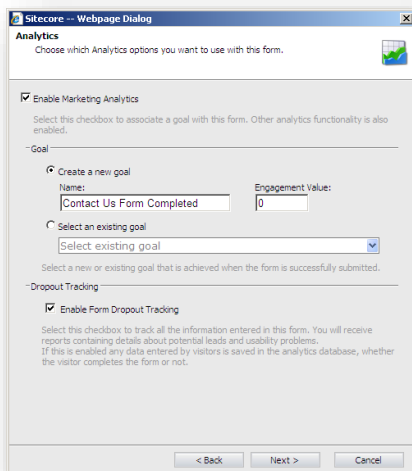 Sitecore -- Webpage Dialog
Analytics
Choose which Analytics options you want to use with this form.
Enable Marketing Analytics
Select this checkbox to associate a goal with this form. Other analytics functionality is also
enabled.
Goal
Create a new goal
Name: Engagement Value:
Contact Us Form Completed 0
Select an existing goal
Select existing goal
Select a new or existing goal that is achieved when the form is successfully submitted.
Dropout Tracking
Enable Form Dropout Tracking
Select this checkbox to track all the information entered in this form. You will receive
reports containing details about potential leads and usability problems.
If this is enabled any data entered by visitors is saved in the analytics database, whether
the visitor completes the form or not.
< Back Next > Cancel